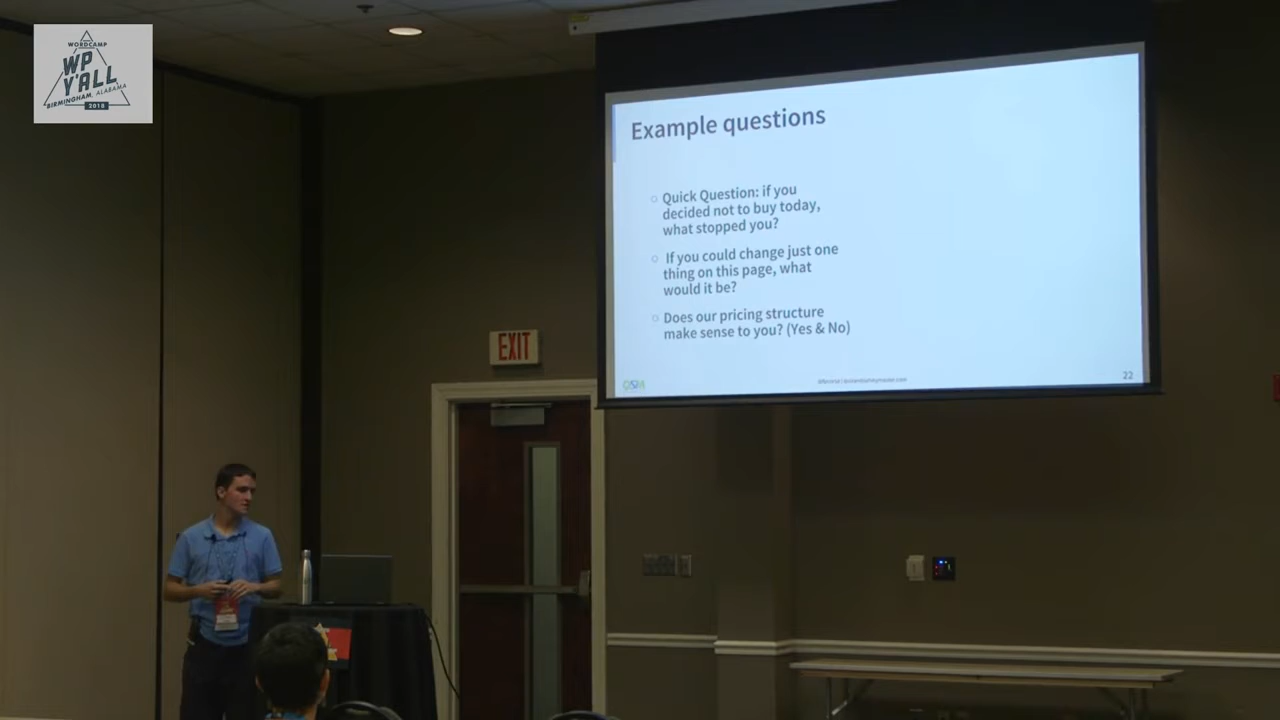 WORDCAMP
WP
Y'ALL
BIRMINGHAM, ALABAMA
2018
Example questions
Quick Question: if you
decided not to buy today,
what stopped you?
If you could change just one
thing on this page, what
would it be?
Does our pricing structure
make sense to you? (Yes & No)
22
EXIT